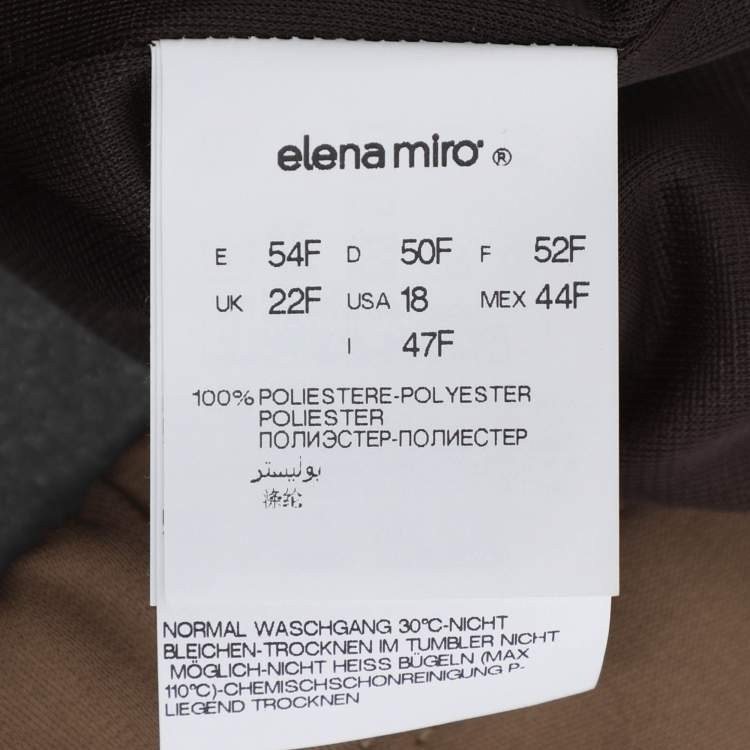 elena miro ®
E 54F D 50F F 52F
UK 22F USA 18 MEX 44F
I 47F
100% POLIESTERE-POLYESTER
POLIESTER
ПОЛИЭСТЕР-ПОЛИЕСТЕР
بوليستر
涤纶
NORMAL WASCHGANG 30°C-NICHT
BLEICHEN-TROCKNEN IM TUMBLER NICHT
MÖGLICH-NICHT HEISS BÜGELN (MAX
110°C)-CHEMISCHSCHONREINIGUNG P-
LIEGEND TROCKNEN